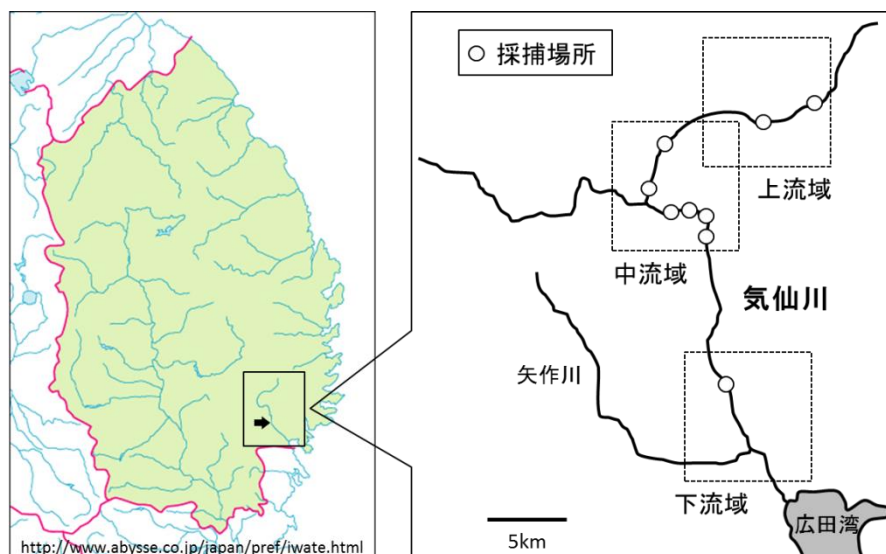 採捕場所
上流域
中流域
気仙川
矢作川
下流域
広田湾
5km
http://www.abysse.co.jp/japan/pref/iwate.html